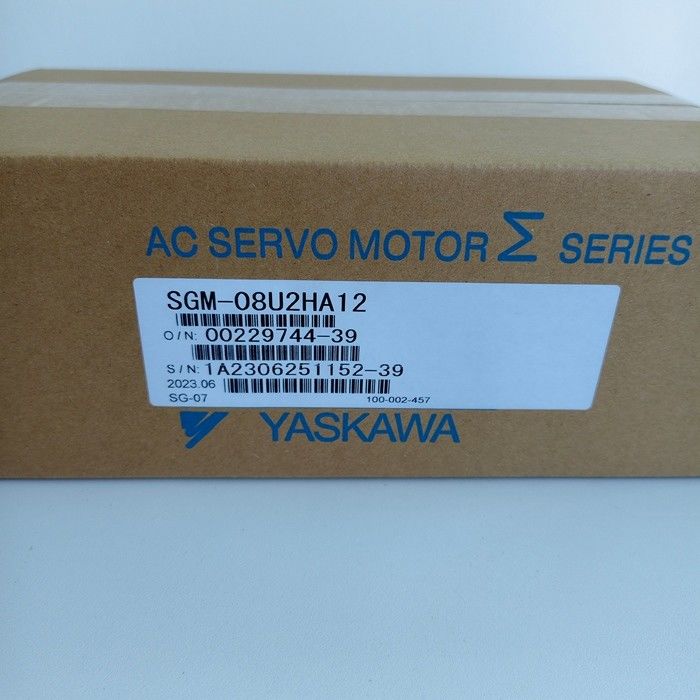 AC SERVO MOTOR Σ SERIES
SGM-08U2HA12
O/N: 00229744-39
S/N: 1A2306251152-39
2023.06
SG-07 100-002-457
YASKAWA